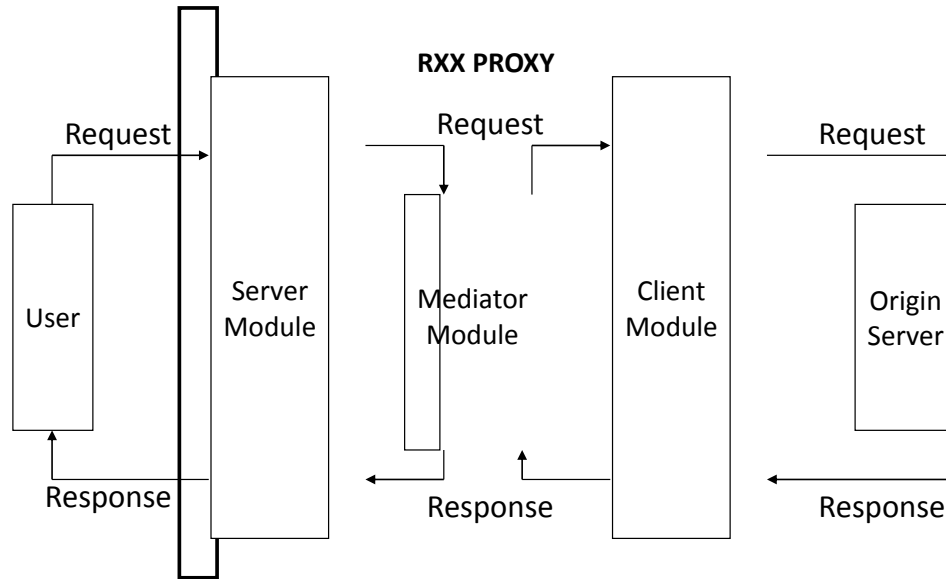 RXX PROXY
Request
Request
Request
User
Server
Module
Mediator
Module
Client
Module
Origin
Server
Response
Response
Response